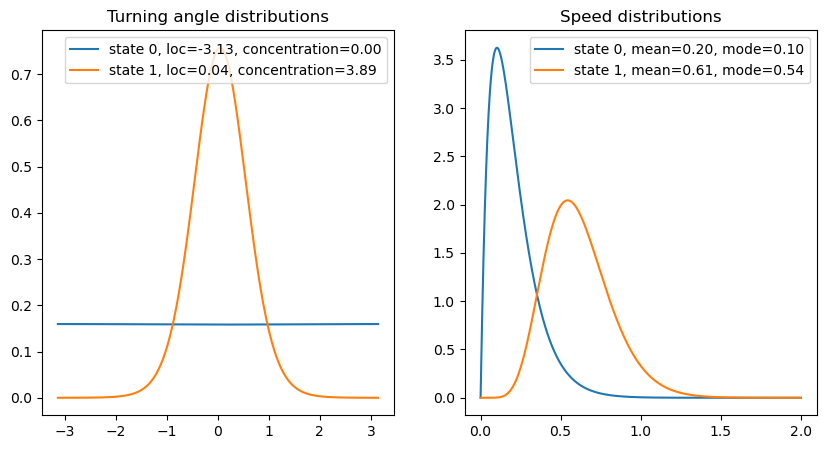 Turning angle distributions
state 0, loc=-3.13, concentration=0.00
state 1, loc=0.04, concentration=3.89
0.7
0.6
0.5
0.4
0.3
0.2
0.1
0.0
−3 −2 −1 0 1 2 3
Speed distributions
state 0, mean=0.20, mode=0.10
state 1, mean=0.61, mode=0.54
3.5
3.0
2.5
2.0
1.5
1.0
0.5
0.0
0.0 0.5 1.0 1.5 2.0